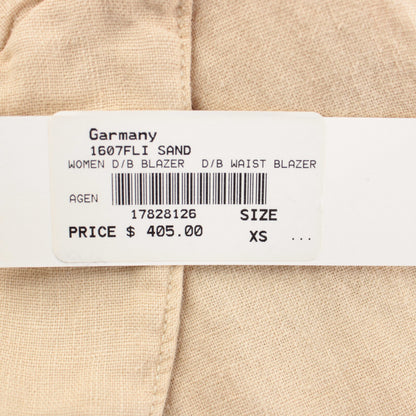 Garmany
1607FLI SAND
WOMEN D/B BLAZER D/B WAIST BLAZER
AGEN
17828126 SIZE
PRICE $ 405.00 XS ...